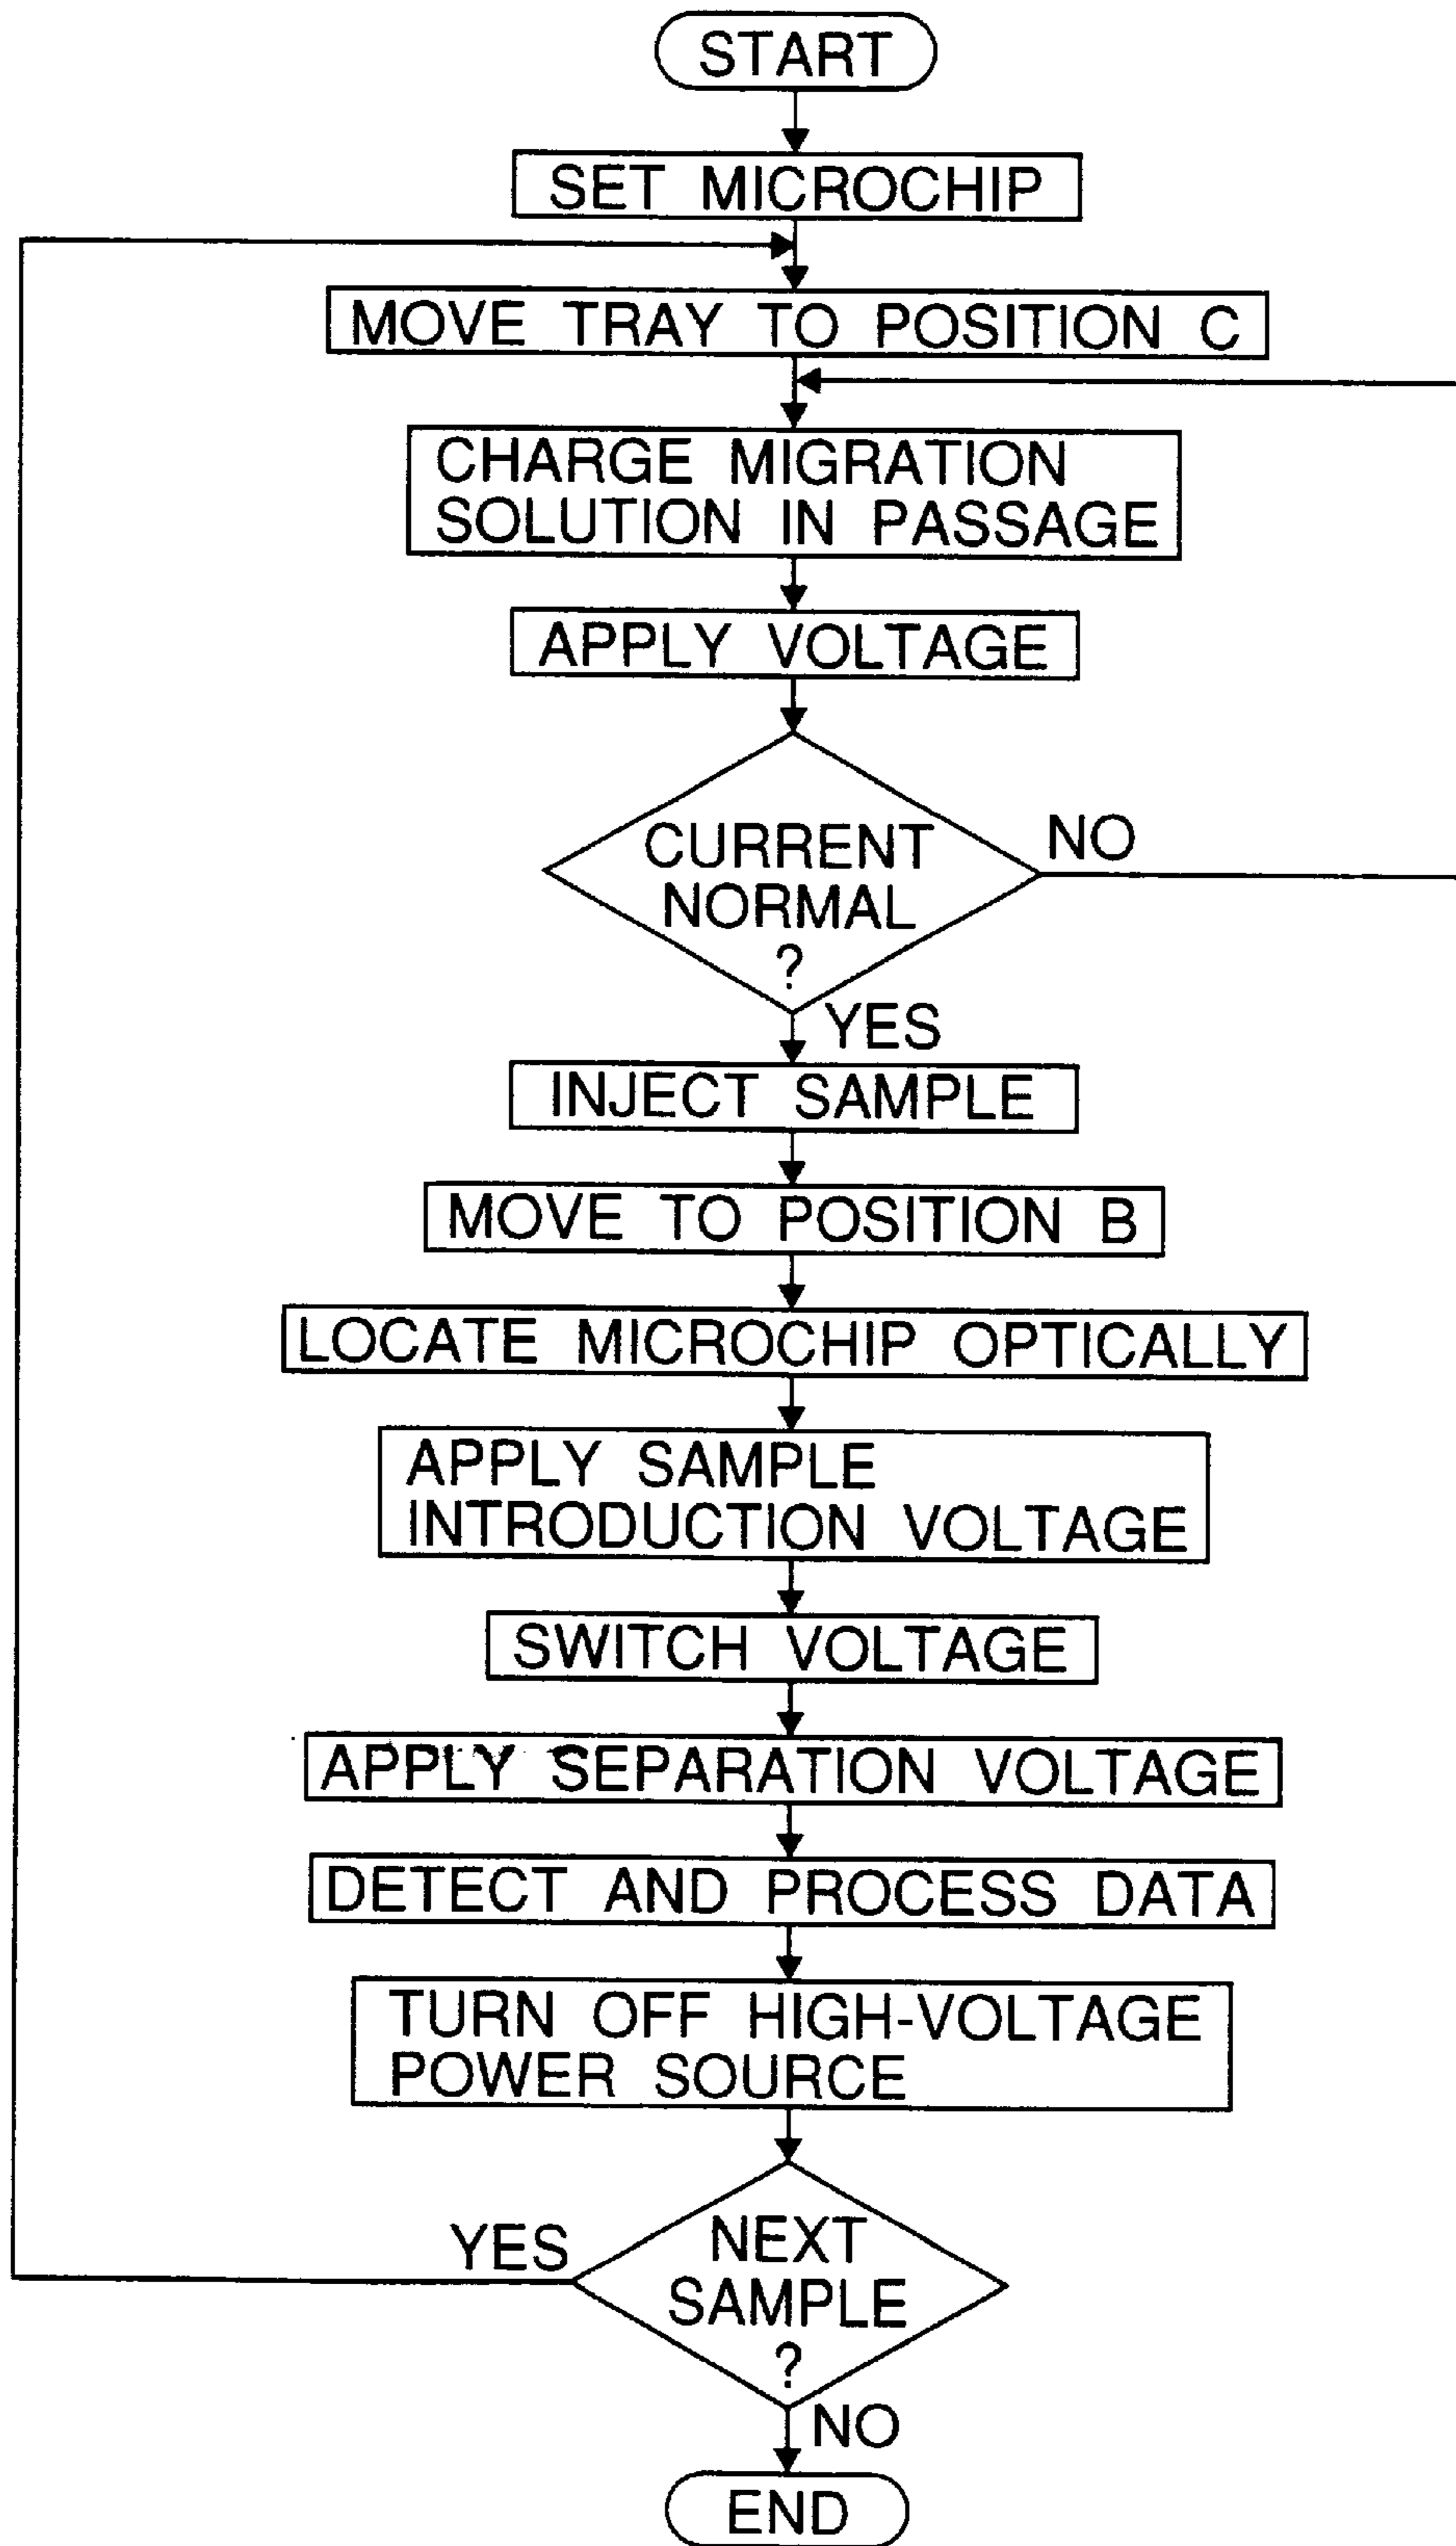 START
SET MICROCHIP
MOVE TRAY TO POSITION C
CHARGE MIGRATION
SOLUTION IN PASSAGE
APPLY VOLTAGE
CURRENT
NORMAL
?
NO
YES
INJECT SAMPLE
MOVE TO POSITION B
LOCATE MICROCHIP OPTICALLY
APPLY SAMPLE
INTRODUCTION VOLTAGE
SWITCH VOLTAGE
APPLY SEPARATION VOLTAGE
DETECT AND PROCESS DATA
TURN OFF HIGH-VOLTAGE
POWER SOURCE
YES
NEXT
SAMPLE
?
NO
END